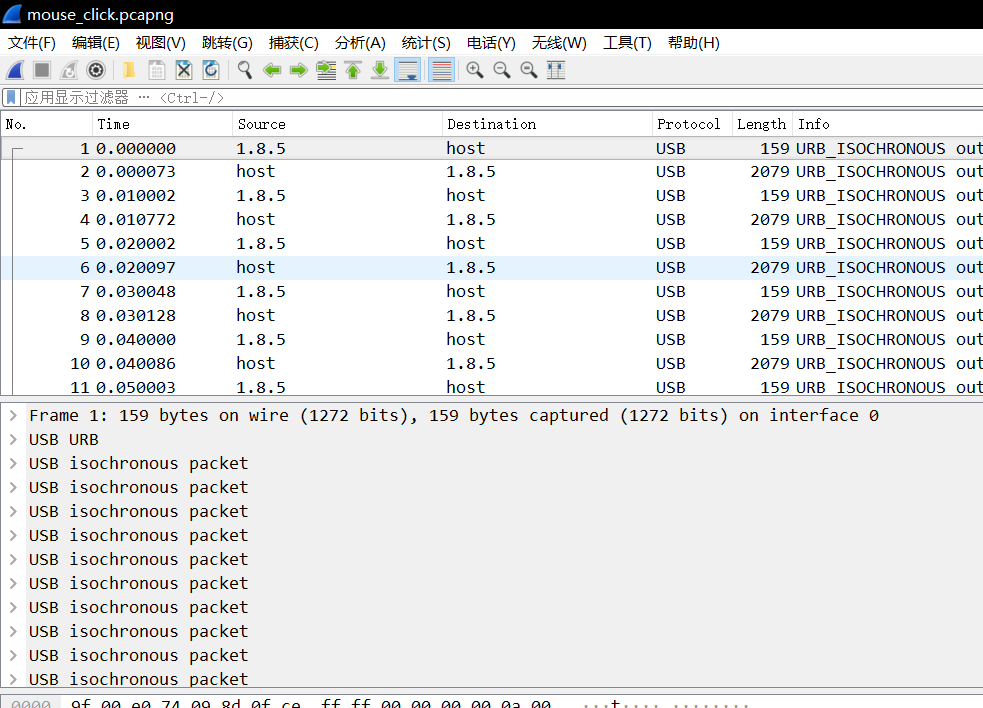 mouse_click.pcapng
文件(F) 编辑(E) 视图(V) 跳转(G) 捕获(C) 分析(A) 统计(S) 电话(Y) 无线(W) 工具(T) 帮助(H)
应用显示过滤器 … <Ctrl-/>
No. Time Source Destination Protocol Length Info
1 0.000000 1.8.5 host USB 159 URB_ISOCHRONOUS out
2 0.000073 host 1.8.5 USB 2079 URB_ISOCHRONOUS out
3 0.010002 1.8.5 host USB 159 URB_ISOCHRONOUS out
4 0.010772 host 1.8.5 USB 2079 URB_ISOCHRONOUS out
5 0.020002 1.8.5 host USB 159 URB_ISOCHRONOUS out
6 0.020097 host 1.8.5 USB 2079 URB_ISOCHRONOUS out
7 0.030048 1.8.5 host USB 159 URB_ISOCHRONOUS out
8 0.030128 host 1.8.5 USB 2079 URB_ISOCHRONOUS out
9 0.040000 1.8.5 host USB 159 URB_ISOCHRONOUS out
10 0.040086 host 1.8.5 USB 2079 URB_ISOCHRONOUS out
11 0.050003 1.8.5 host USB 159 URB_ISOCHRONOUS out
Frame 1: 159 bytes on wire (1272 bits), 159 bytes captured (1272 bits) on interface 0
USB URB
USB isochronous packet
USB isochronous packet
USB isochronous packet
USB isochronous packet
USB isochronous packet
USB isochronous packet
USB isochronous packet
USB isochronous packet
USB isochronous packet
USB isochronous packet
0000 9f 00 e0 74 09 8d 0f ce ff ff 00 00 00 00 0a 00 ···t···· ········